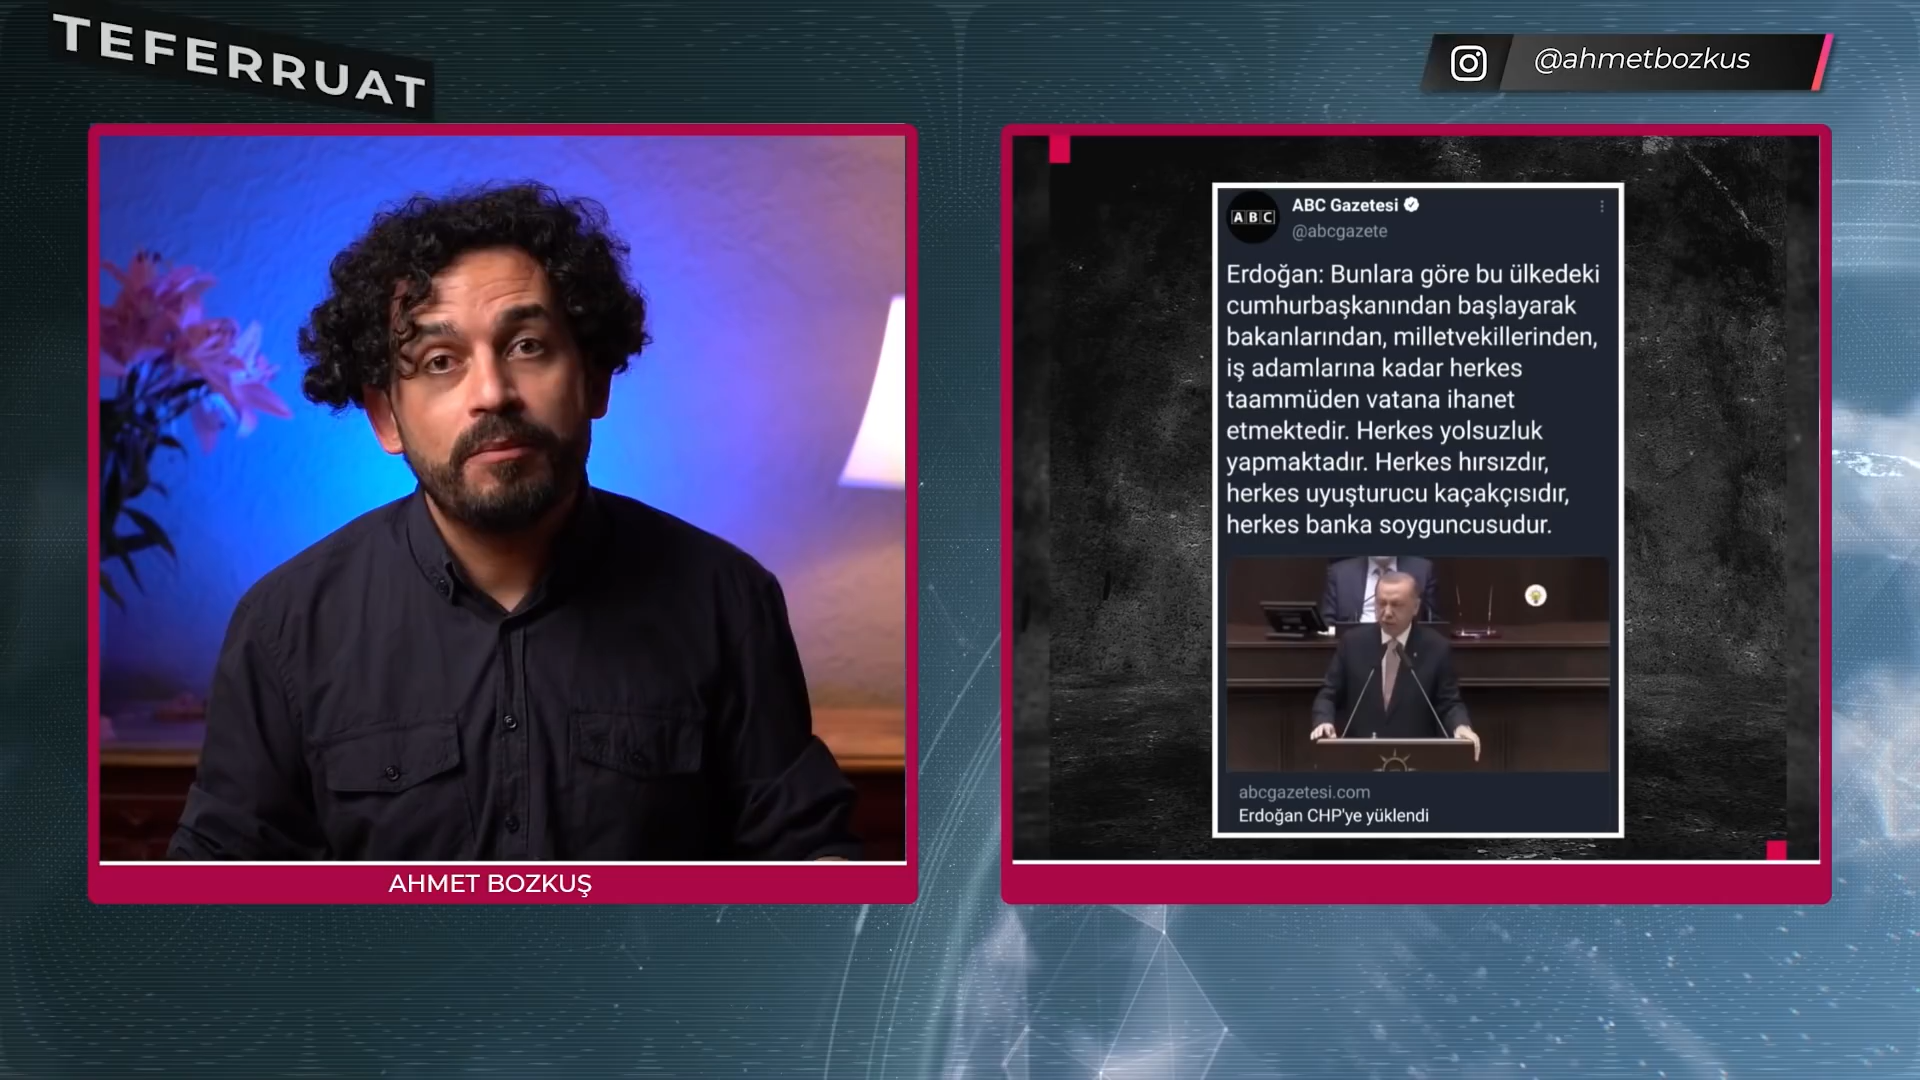 TEFERRUAT
@ahmetbozkus
ABC Gazetesi
ABC
@abcgazete
Erdoğan: Bunlara göre bu ülkedeki
cumhurbaşkanından başlayarak
bakanlarından, milletvekillerinden,
iş adamlarına kadar herkes
taammüden vatana ihanet
etmektedir. Herkes yolsuzluk
yapmaktadır. Herkes hırsızdır,
herkes uyuşturucu kaçakçısıdır,
herkes banka soyguncusudur.
abcgazetesi.com
Erdoğan CHP'ye yüklendi
AHMET BOZKUŞ